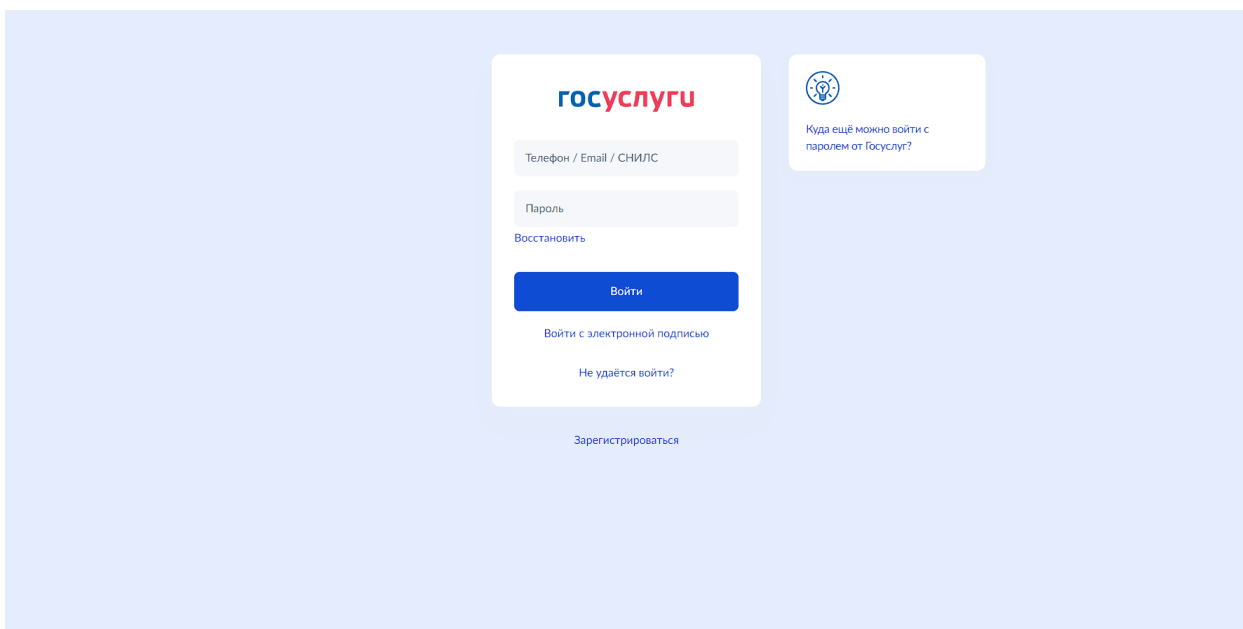 госуслуги
Телефон / Email / СНИЛС
Пароль
Восстановить
Войти
Войти с электронной подписью
Не удаётся войти?
Зарегистрироваться
Куда ещё можно войти с
паролем от Госуслуг?